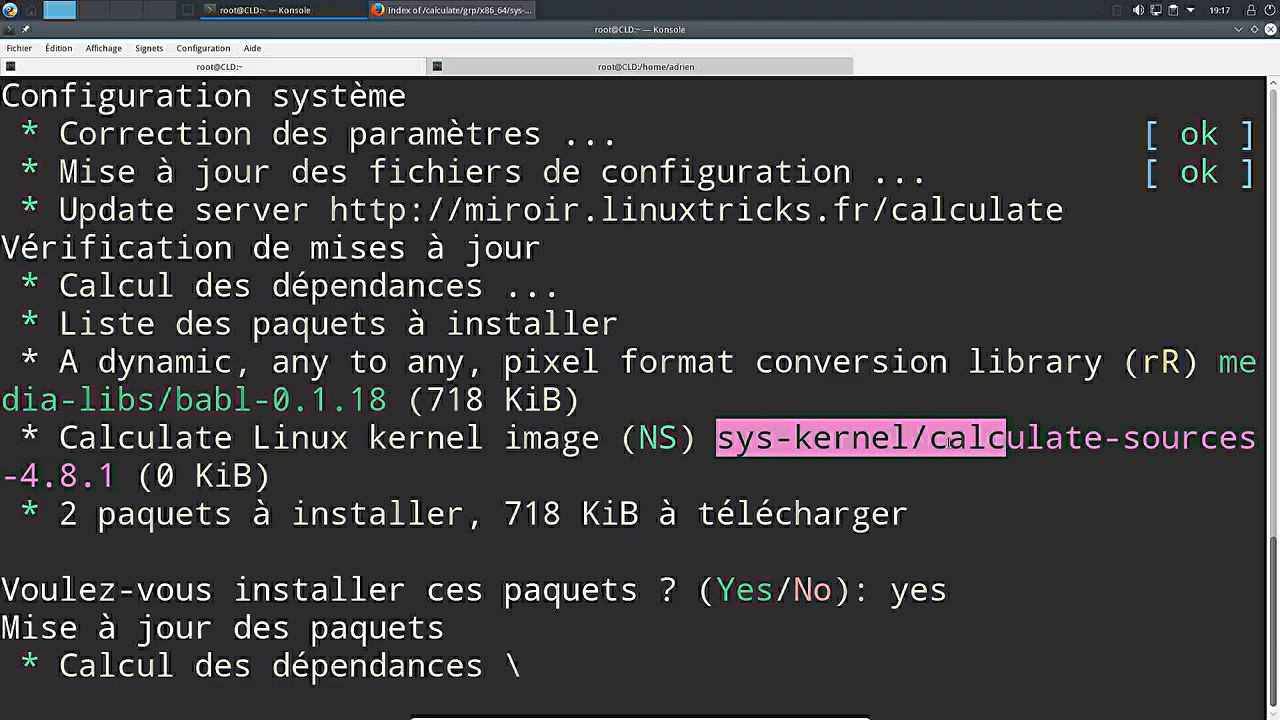 root@CLD:~ — Konsole
Index of /calculate/grp/x86_64/sys-...
19:17
root@CLD:~ — Konsole
Fichier Édition Affichage Signets Configuration Aide
root@CLD:~
root@CLD:/home/adrien
Configuration système
* Correction des paramètres ... [ ok ]
* Mise à jour des fichiers de configuration ... [ ok ]
* Update server http://miroir.linuxtricks.fr/calculate
Vérification de mises à jour
* Calcul des dépendances ...
* Liste des paquets à installer
* A dynamic, any to any, pixel format conversion library (rR) me
dia-libs/babl-0.1.18 (718 KiB)
* Calculate Linux kernel image (NS) sys-kernel/calculate-sources
-4.8.1 (0 KiB)
* 2 paquets à installer, 718 KiB à télécharger
Voulez-vous installer ces paquets ? (Yes/No): yes
Mise à jour des paquets
* Calcul des dépendances \